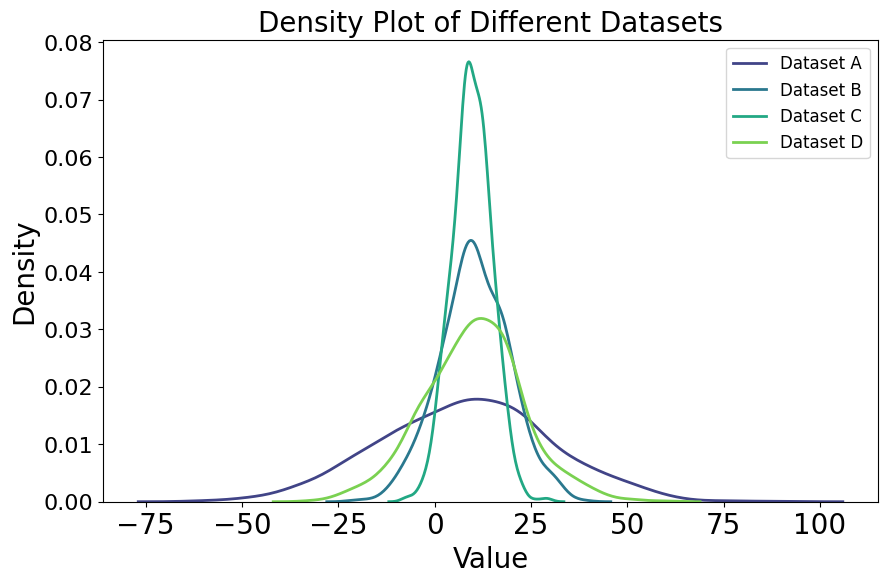 Density Plot of Different Datasets
0.08
0.07
0.06
0.05
0.04
0.03
0.02
0.01
0.00
Density
Dataset A
Dataset B
Dataset C
Dataset D
−75 −50 −25 0 25 50 75 100
Value